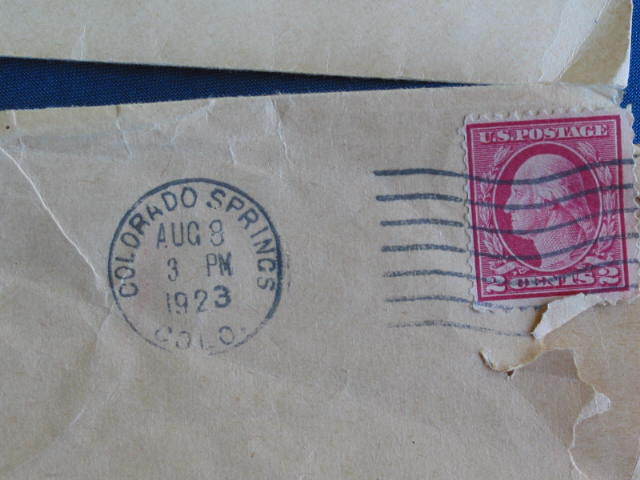 COLORADO SPRINGS
AUG 8
3 PM
1923
COLO.
U.S. POSTAGE
2 CENTS 2